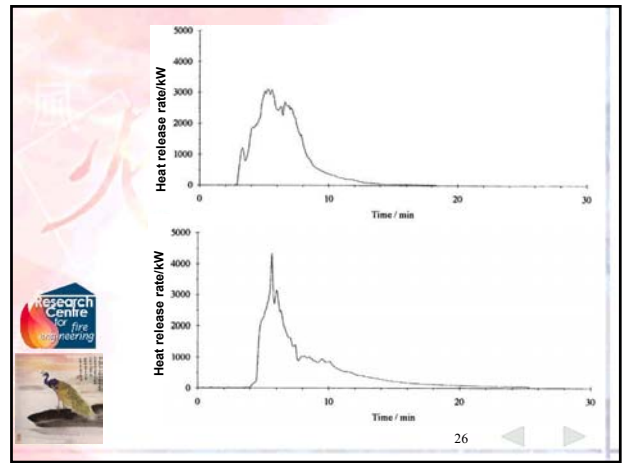 5000
4000
3000
2000
1000
0
Heat release rate/kW
0 10 20 30
Time / min
5000
4000
3000
2000
1000
0
Heat release rate/kW
0 10 20 30
Time / min
Research
Centre
for fire
engineering
26